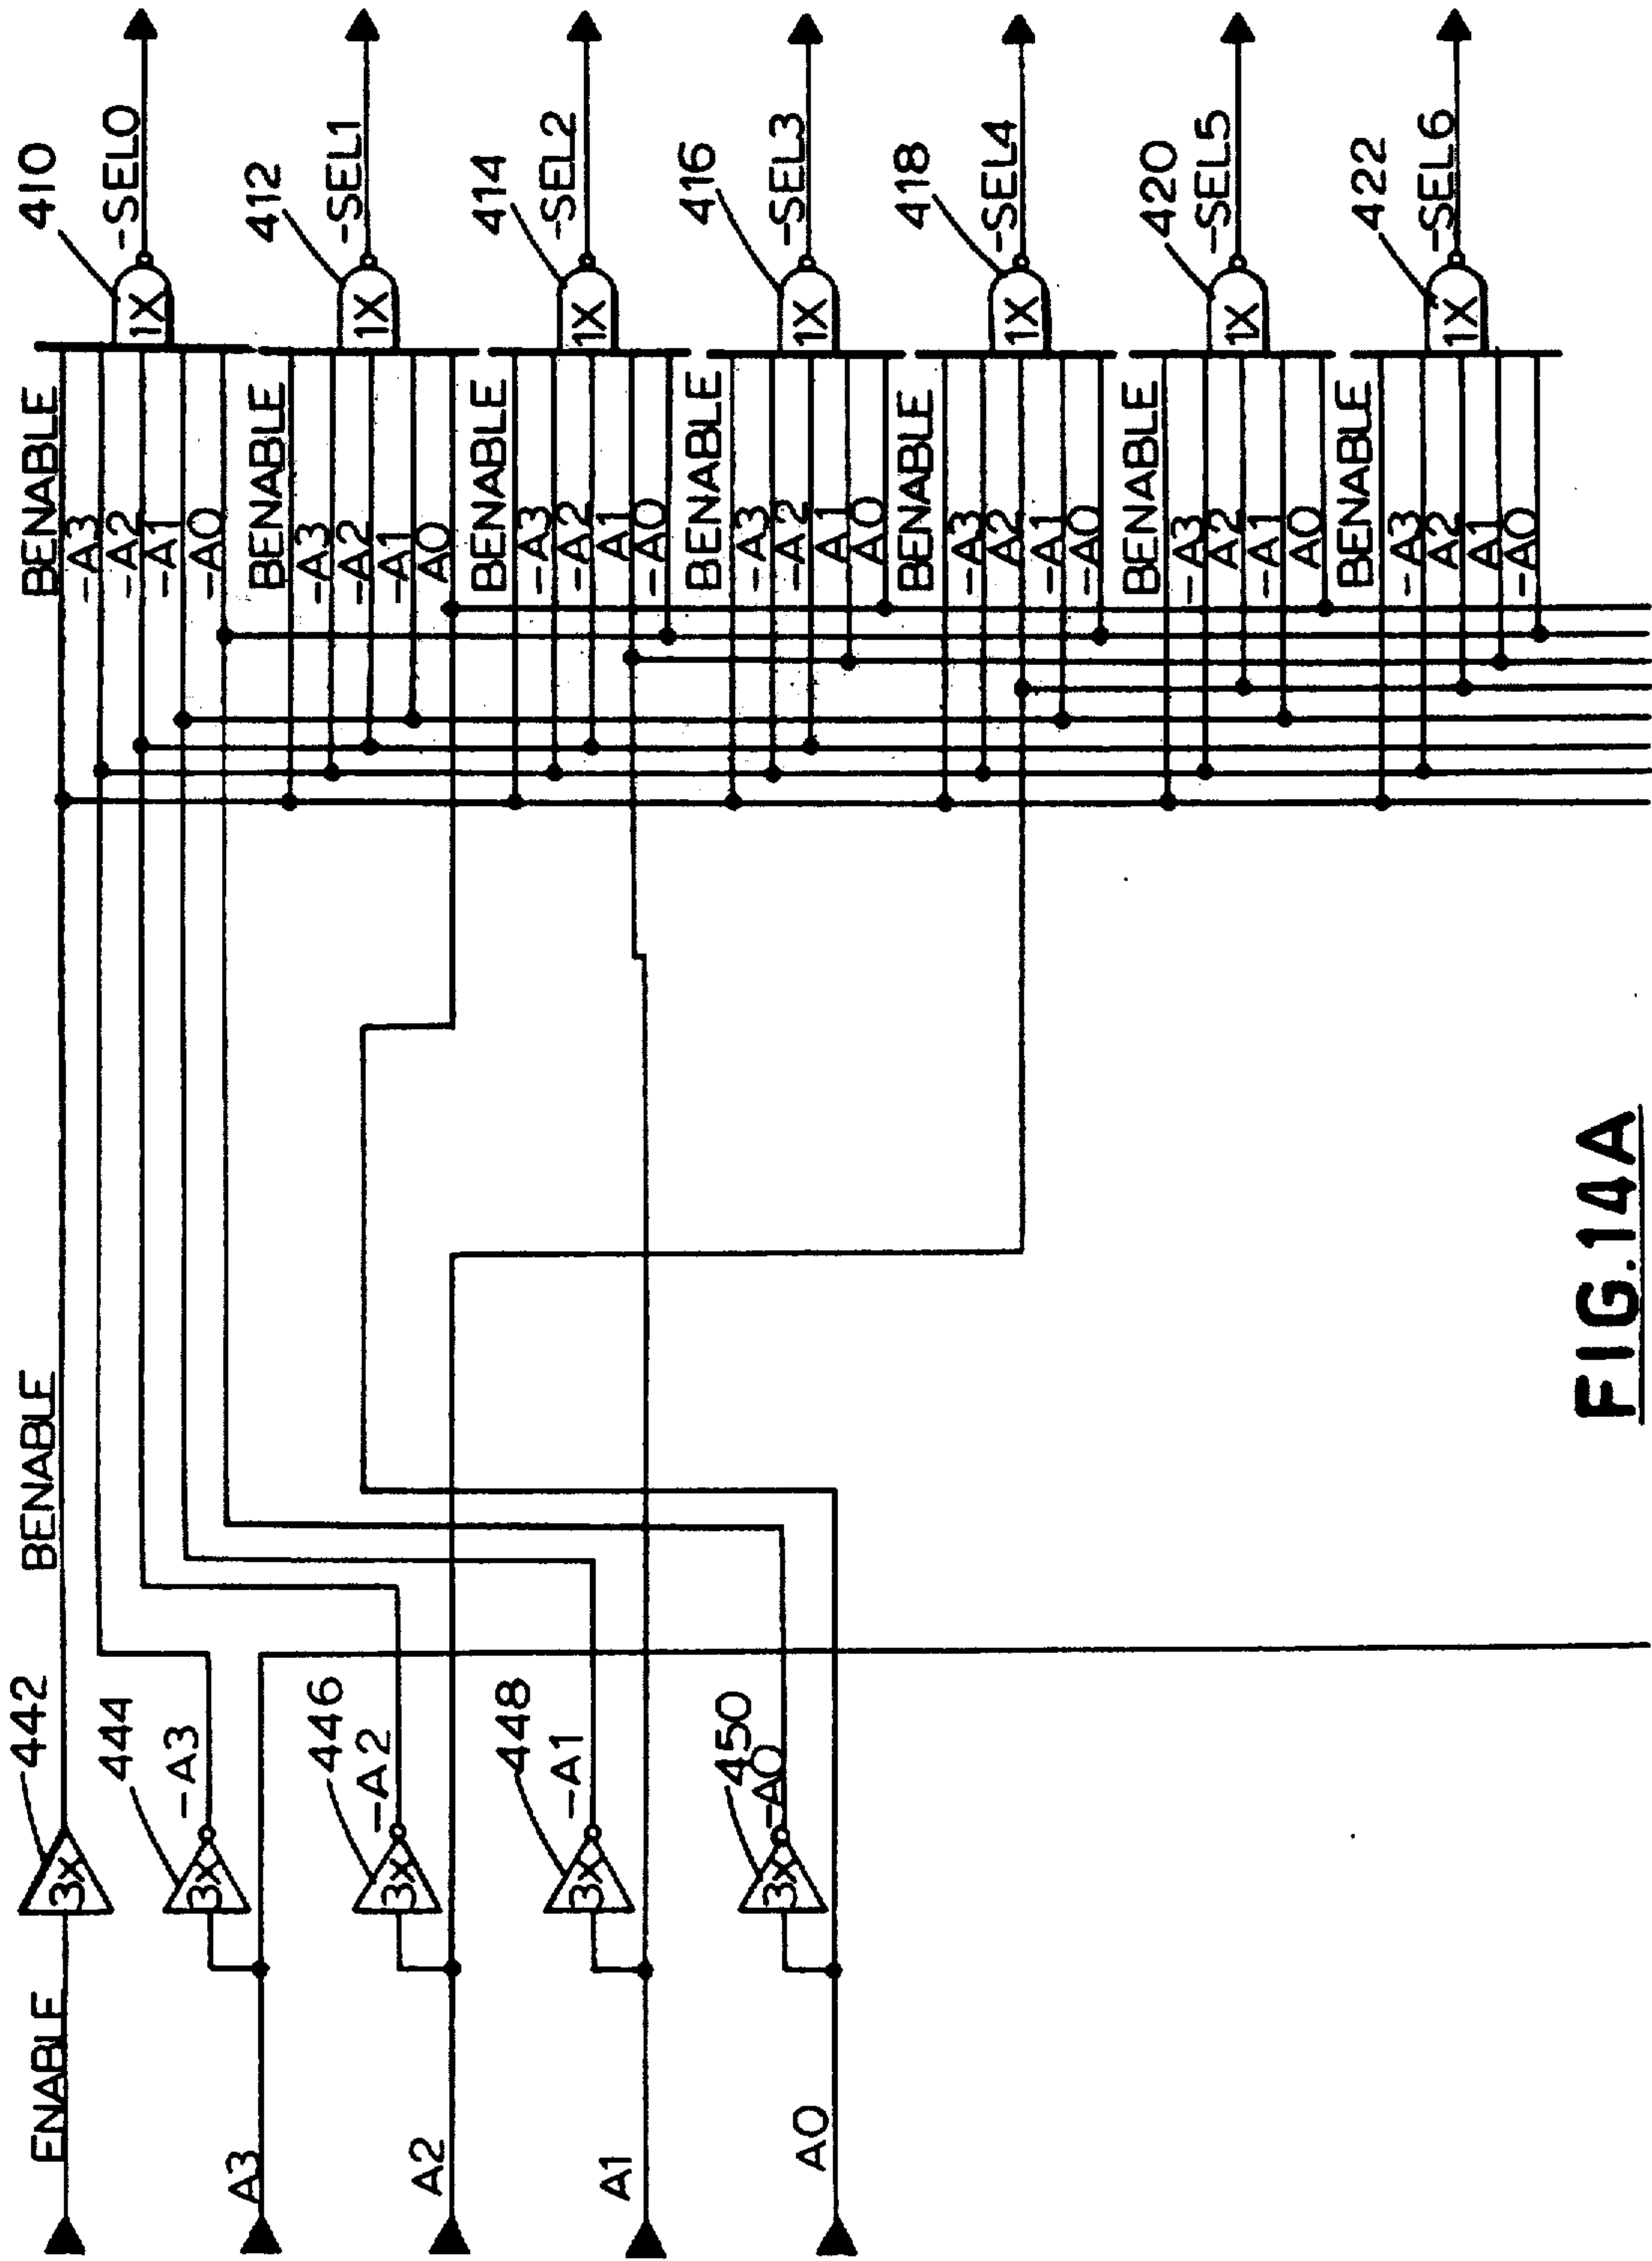 ENABLE
442
BENABLE
BENABLE
-A3
-A2
-A1
-A0
410
1X
-SEL0
A3
444
3X
3X
-A3
BENABLE
-A3
-A2
-A1
A0
412
1X
-SEL1
A2
446
3X
-A2
BENABLE
-A3
-A2
A1
-A0
414
1X
-SEL2
A1
448
3X
-A1
BENABLE
-A3
-A2
A1
A0
416
1X
-SEL3
A0
450
3X
-A0
BENABLE
-A3
A2
-A1
-A0
418
1X
-SEL4
BENABLE
-A3
A2
-A1
A0
420
1X
-SEL5
BENABLE
-A3
A2
A1
-A0
422
1X
-SEL6
FIG.14A